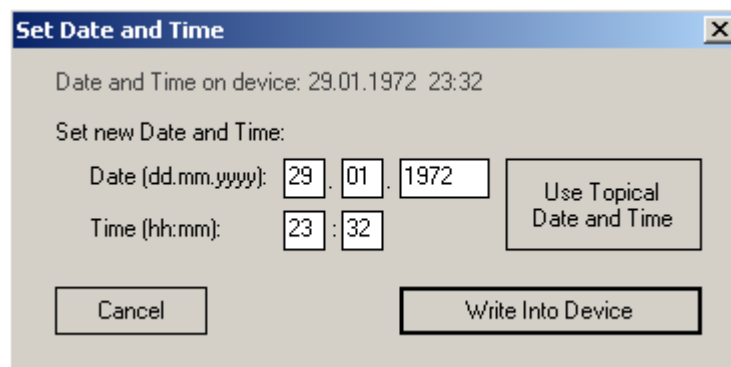 Set Date and Time
Date and Time on device: 29.01.1972 23:32
Set new Date and Time:
Date (dd.mm.yyyy): 29 . 01 . 1972
Time (hh:mm): 23 : 32
Use Topical
Date and Time
Cancel
Write Into Device